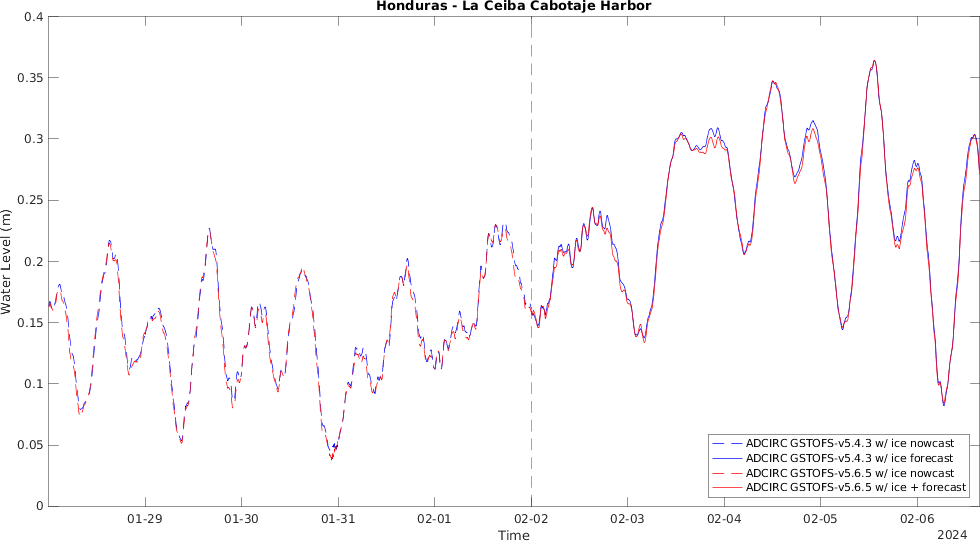 Honduras - La Ceiba Cabotaje Harbor
Water Level (m)
0.4
0.35
0.3
0.25
0.2
0.15
0.1
0.05
0
01-29
01-30
01-31
02-01
02-02
02-03
02-04
02-05
02-06
Time
2024
ADCIRC GSTOFS-v5.4.3 w/ ice nowcast
ADCIRC GSTOFS-v5.4.3 w/ ice forecast
ADCIRC GSTOFS-v5.6.5 w/ ice nowcast
ADCIRC GSTOFS-v5.6.5 w/ ice + forecast